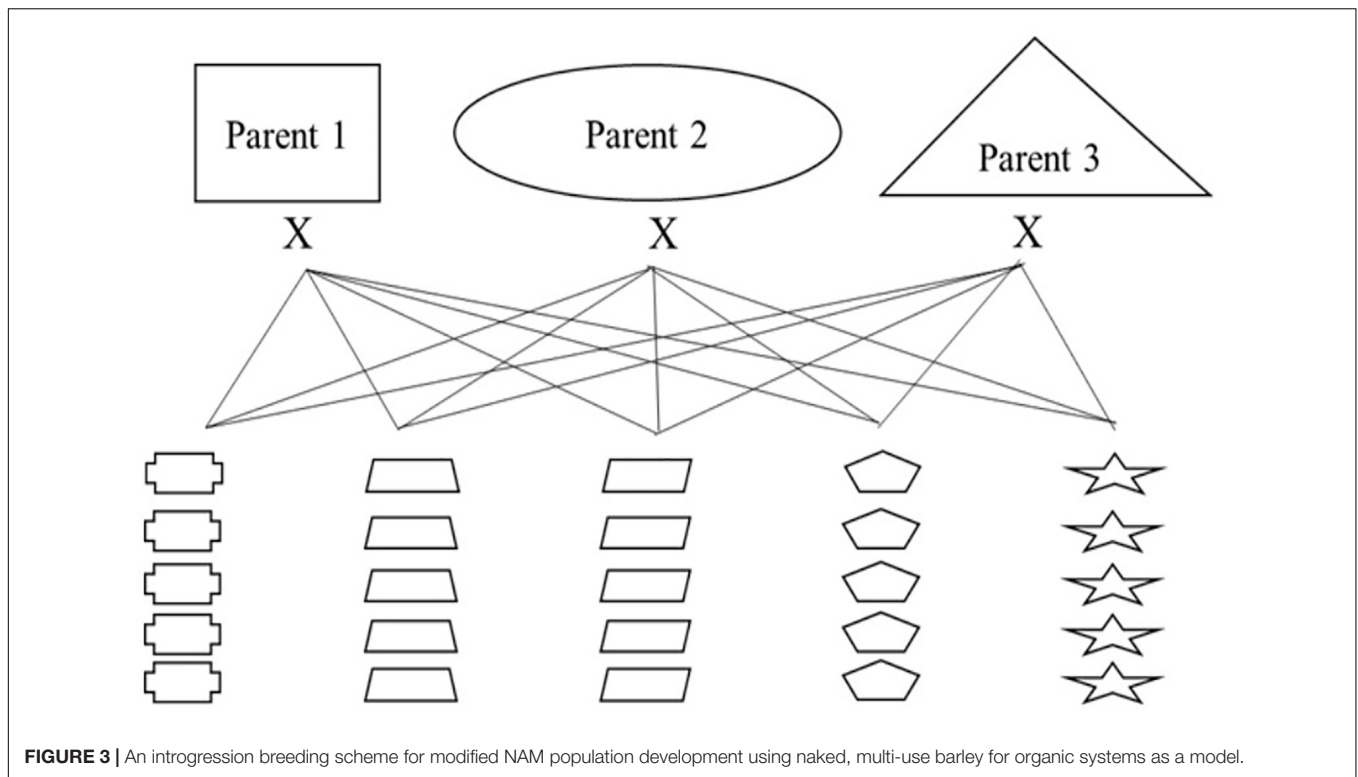 Parent 1
Parent 2
Parent 3
X X X
FIGURE 3 | An introgression breeding scheme for modified NAM population development using naked, multi-use barley for organic systems as a model.